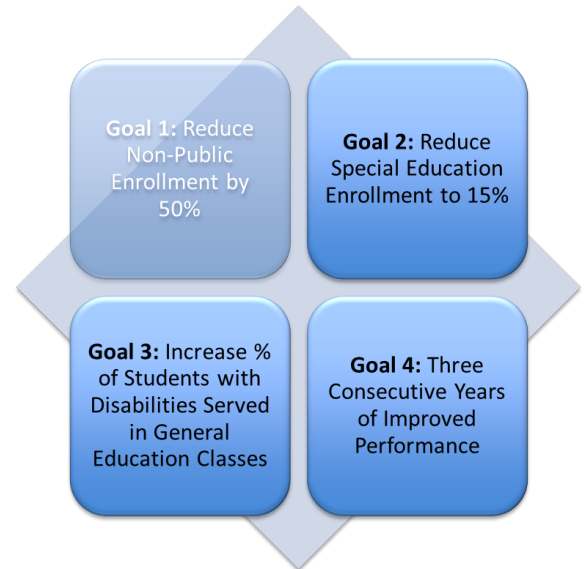 Goal 1: Reduce
Non-Public
Enrollment by
50%
Goal 2: Reduce
Special Education
Enrollment to 15%
Goal 3: Increase %
of Students with
Disabilities Served
in General
Education Classes
Goal 4: Three
Consecutive Years
of Improved
Performance